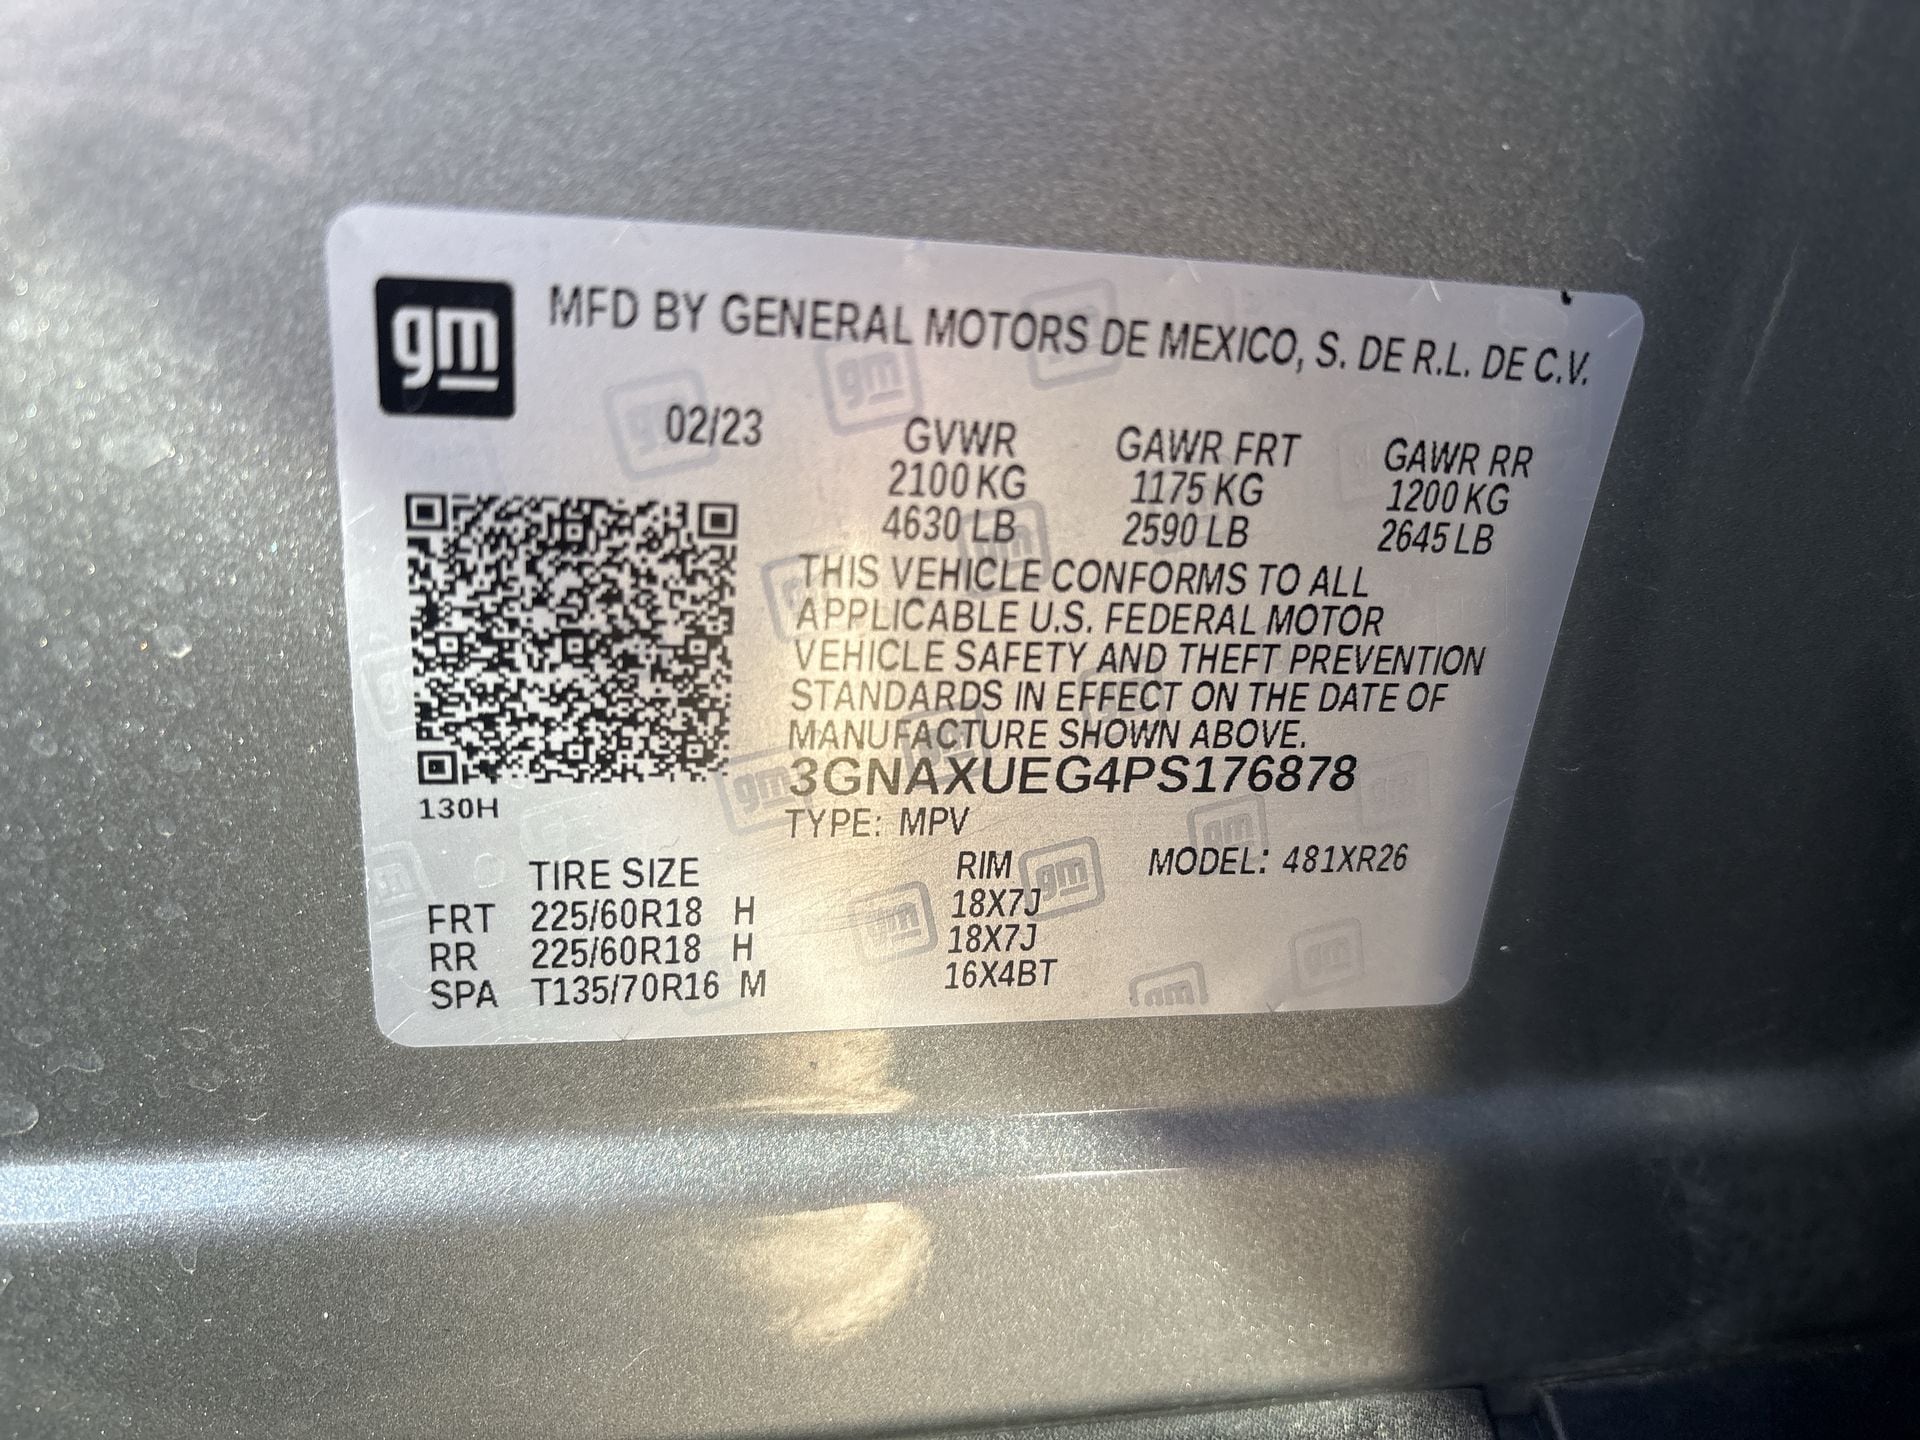 gm
MFD BY GENERAL MOTORS DE MEXICO, S. DE R.L. DE C.V.
02/23
GVWR GAWR FRT GAWR RR
2100 KG 1175 KG 1200 KG
4630 LB 2590 LB 2645 LB
THIS VEHICLE CONFORMS TO ALL
APPLICABLE U.S. FEDERAL MOTOR
VEHICLE SAFETY AND THEFT PREVENTION
STANDARDS IN EFFECT ON THE DATE OF
MANUFACTURE SHOWN ABOVE.
3GNAXUEG4PS176878
130H
TYPE: MPV
TIRE SIZE RIM MODEL: 481XR26
FRT 225/60R18 H 18X7J
RR 225/60R18 H 18X7J
SPA T135/70R16 M 16X4BT